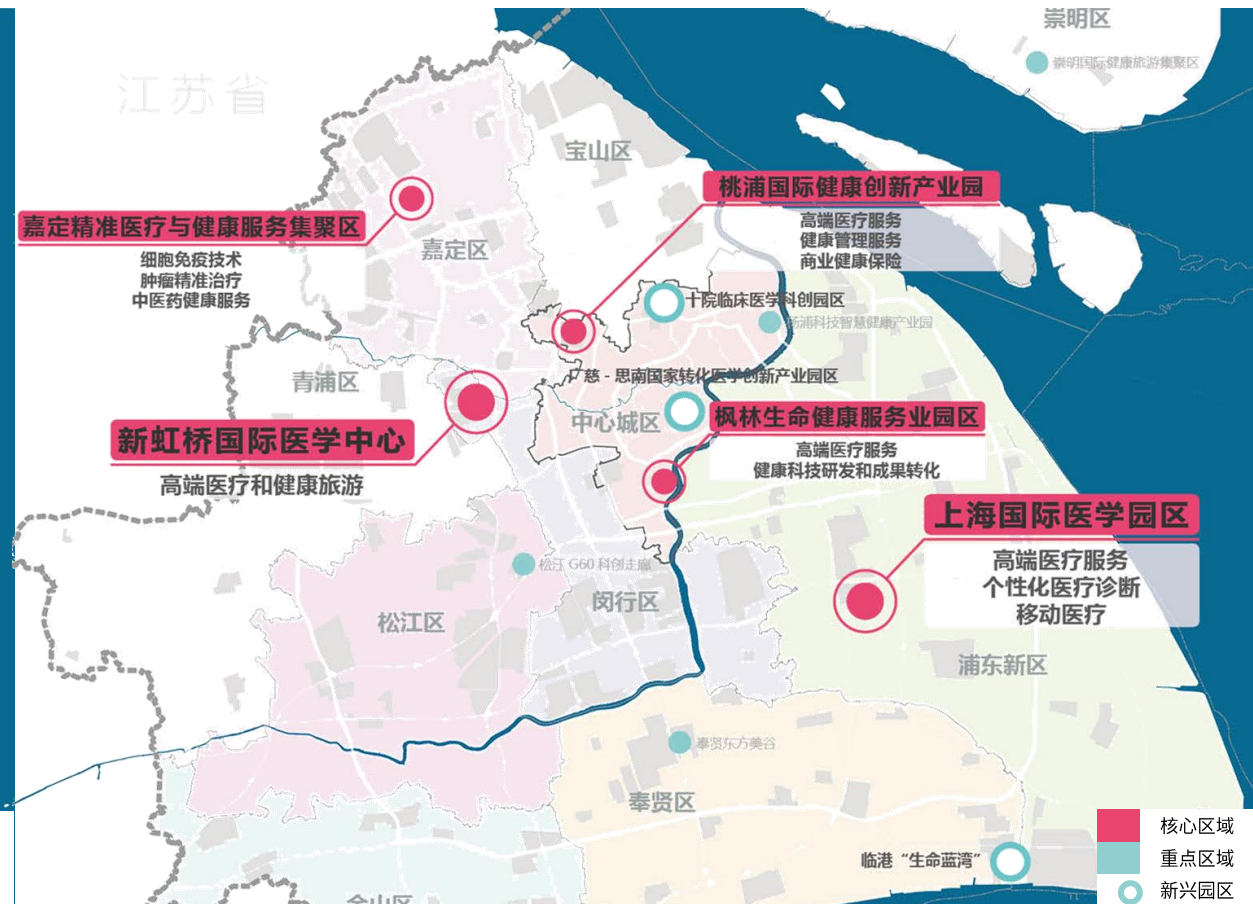 崇明区
崇明国际健康旅游集聚区
江苏省
宝山区
桃浦国际健康创新产业园
高端医疗服务
健康管理服务
商业健康保险
嘉定精准医疗与健康服务集聚区
细胞免疫技术
肿瘤精准治疗
中医药健康服务
嘉定区
十院临床医学科创园区
杨浦科技智慧健康产业园
广慈 - 思南国家转化医学创新产业园区
青浦区
中心城区
枫林生命健康服务业园区
高端医疗服务
健康科技研发和成果转化
新虹桥国际医学中心
高端医疗和健康旅游
上海国际医学园区
高端医疗服务
个性化医疗诊断
移动医疗
松江 G60 科创走廊
闵行区
松江区
浦东新区
奉贤东方美谷
奉贤区
临港“生命蓝湾”
金山区
核心区域
重点区域
新兴园区